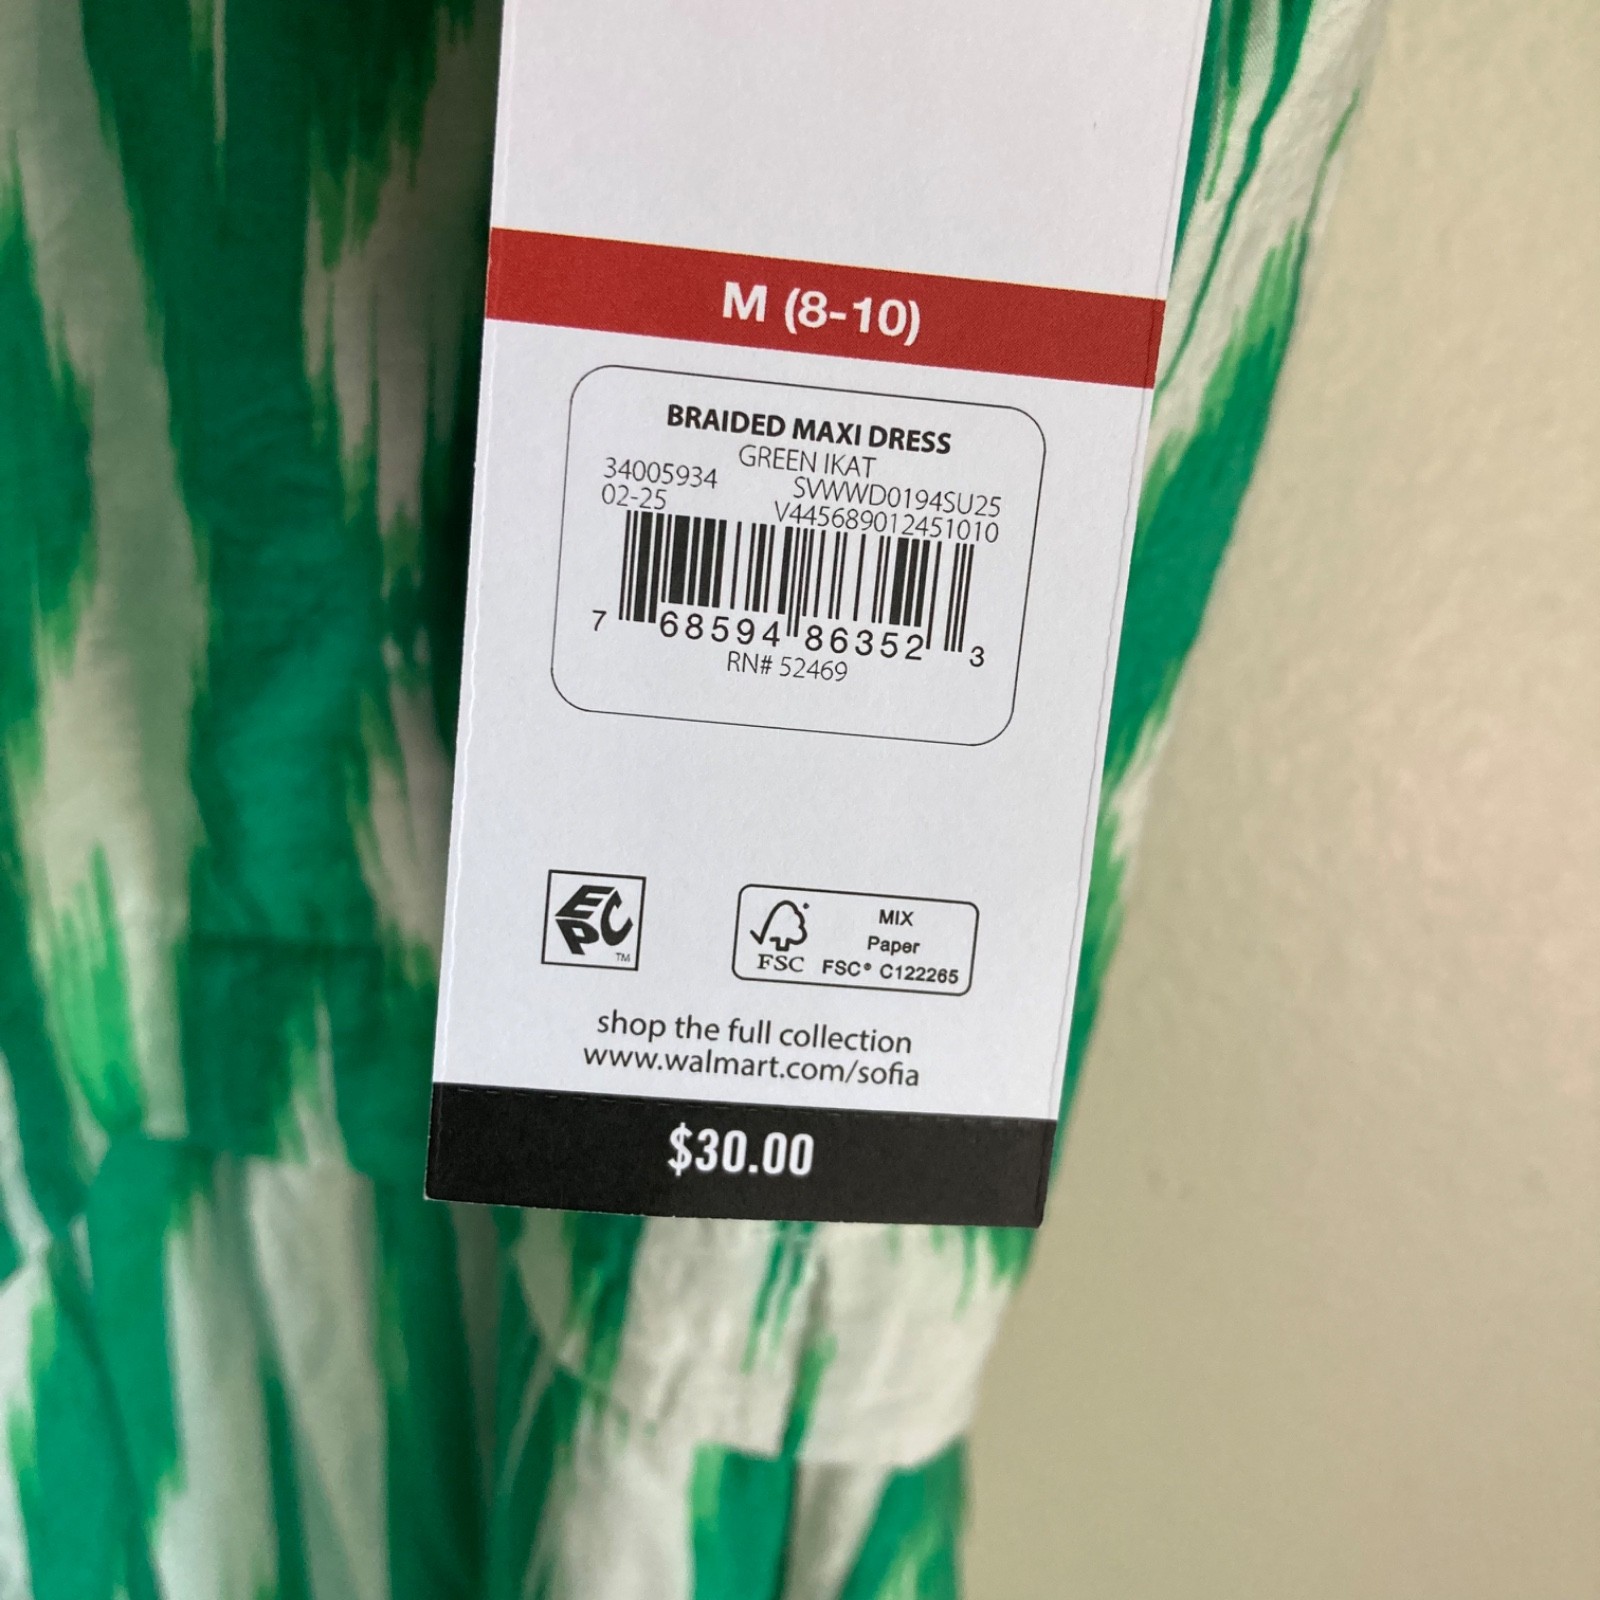 M (8-10)
BRAIDED MAXI DRESS
GREEN IKAT
34005934 SVWWD0194SU25
02-25 V445689012451010
7 68594 86352 3
RN# 52469
EPC TM
MIX
Paper
FSC FSC® C122265
shop the full collection
www.walmart.com/sofia
$30.00